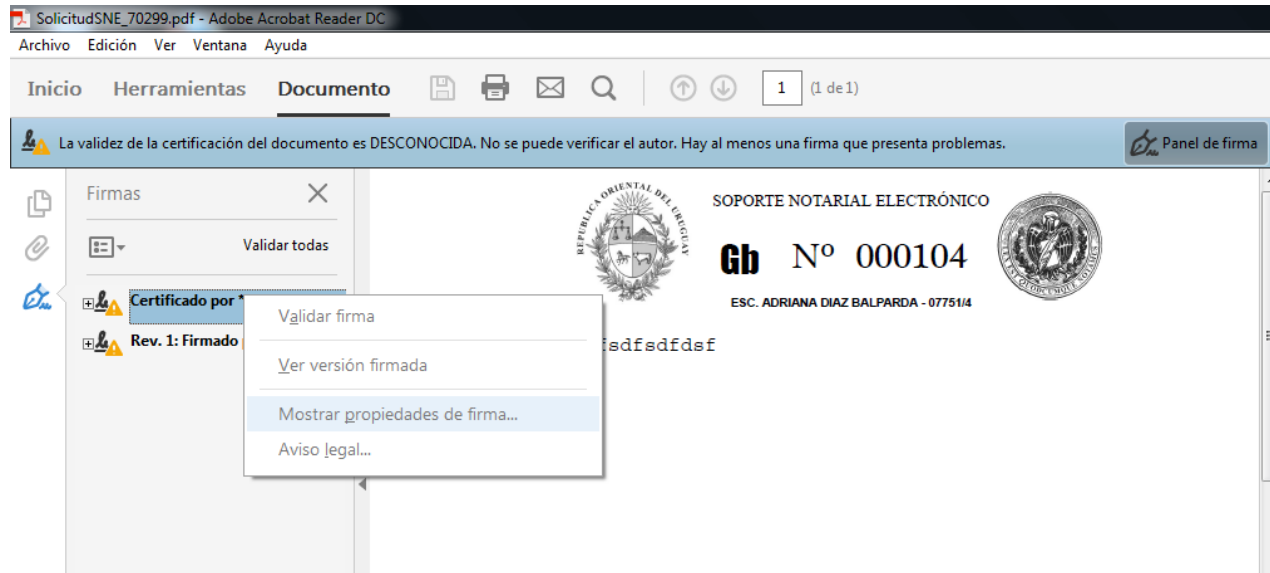 SolicitudSNE_70299.pdf - Adobe Acrobat Reader DC
Archivo Edición Ver Ventana Ayuda
Inicio Herramientas Documento 1 (1 de 1)
La validez de la certificación del documento es DESCONOCIDA. No se puede verificar el autor. Hay al menos una firma que presenta problemas. Panel de firma
Firmas
Validar todas
Certificado por *
Rev. 1: Firmado
Validar firma
Ver versión firmada
Mostrar propiedades de firma...
Aviso legal...
REPUBLICA ORIENTAL DEL URUGUAY
SOPORTE NOTARIAL ELECTRÓNICO
Gb Nº 000104
ESC. ADRIANA DIAZ BALPARDA - 07751/4
fsdfsdfdsf